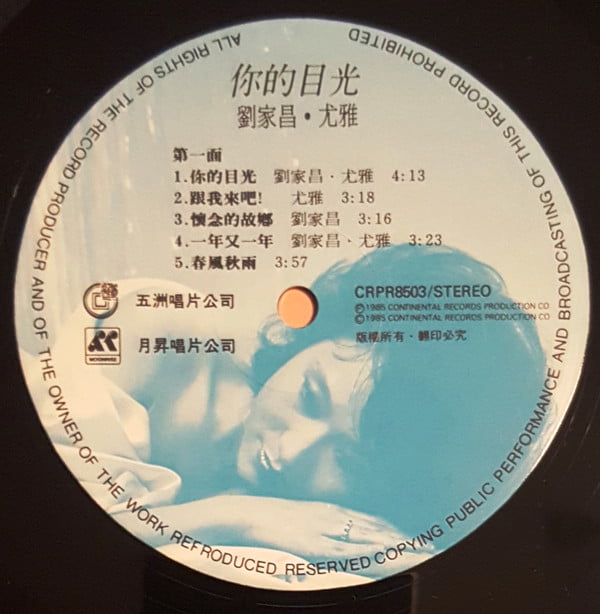 ALL RIGHTS OF THE RECORD PRODUCER AND OF THE OWNER OF THE WORK REFRODUCED RESERVED COPYING PUBLIC PERFORMANCE AND BROADCASTING OF THIS RECORD PROHIBITED
你的目光
劉家昌·尤雅
第一面
1.你的目光 劉家昌·尤雅 4:13
2.跟我來吧! 尤雅 3:18
3.懷念的故鄉 劉家昌 3:16
4.一年又一年 劉家昌·尤雅 3:23
5.春風秋雨 3:57
五洲唱片公司
CRPR8503/STEREO
Ⓟ1985 CONTINENTAL RECORDS PRODUCTION CO
©1985 CONTINENTAL RECORDS PRODUCTION CO
版權所有·翻印必究
MOONRISE
月昇唱片公司